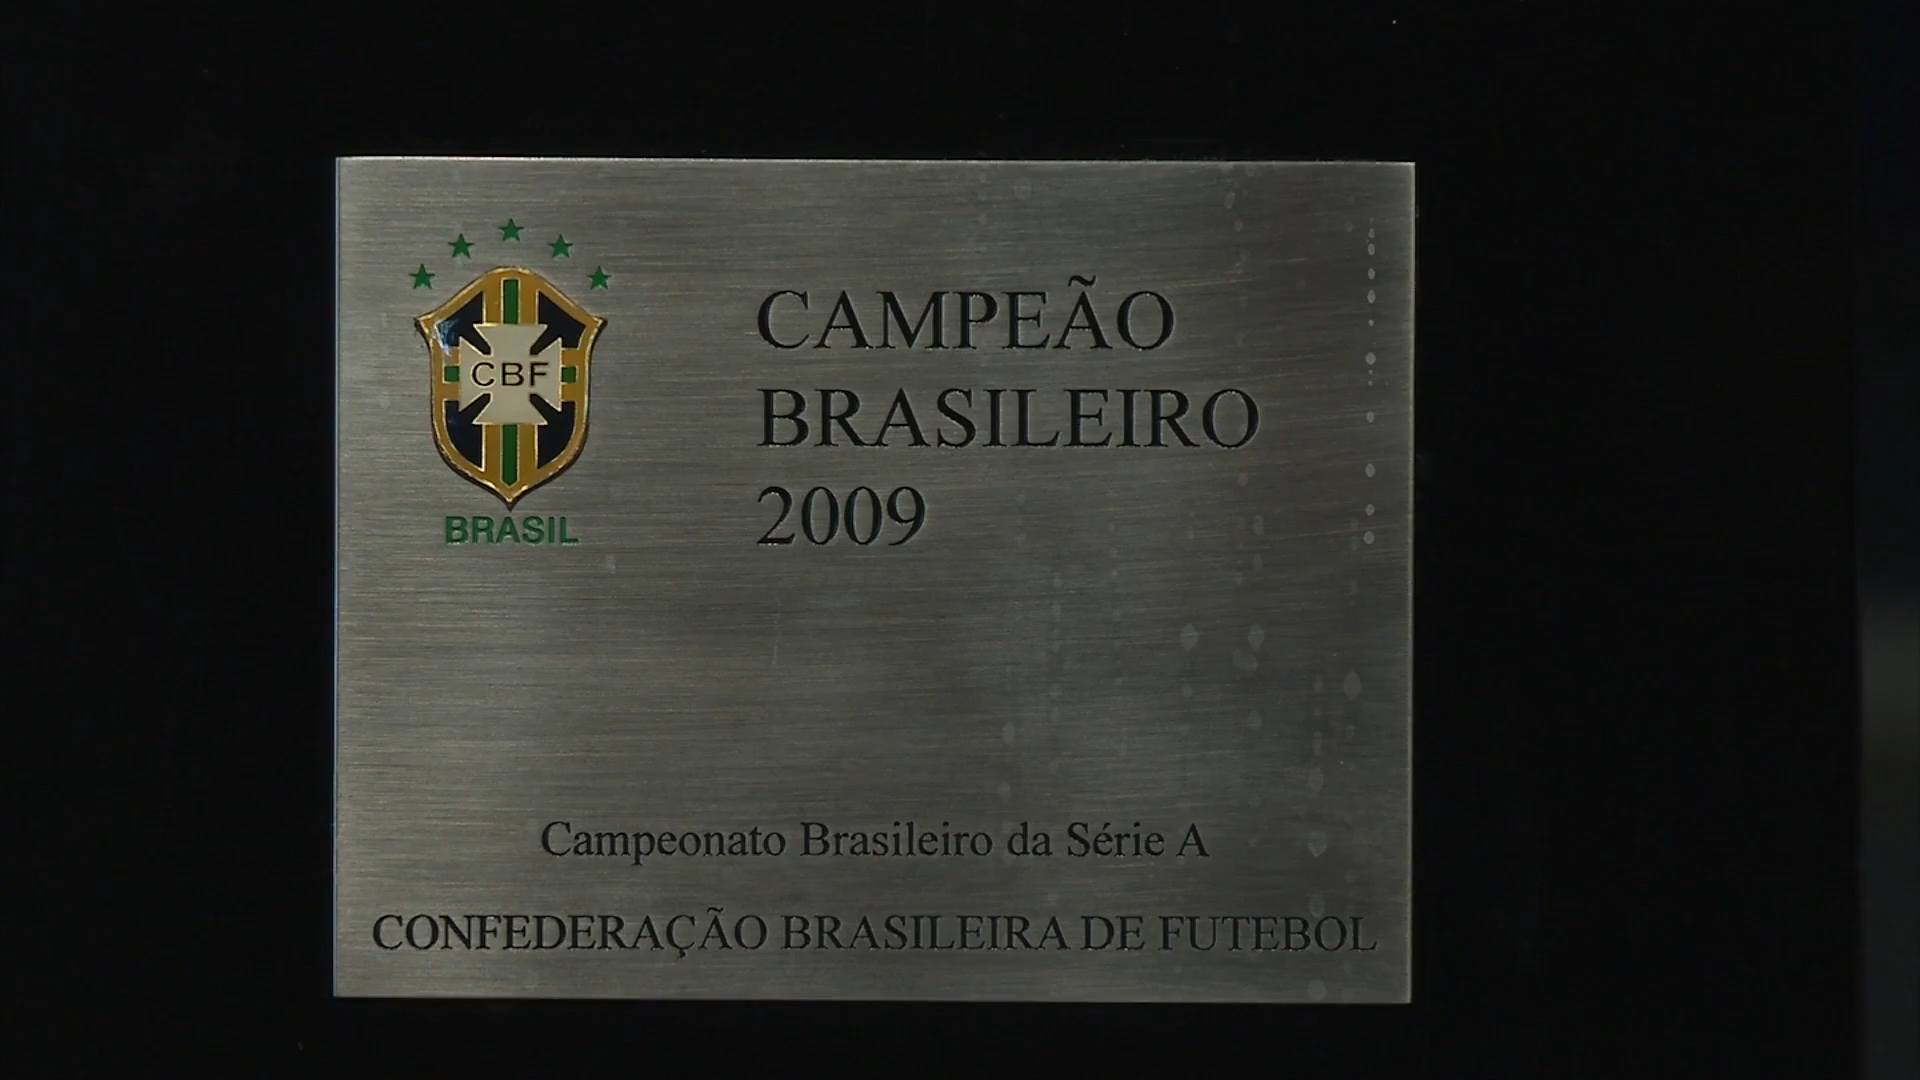 CBF
BRASIL
CAMPEÃO
BRASILEIRO
2009
Campeonato Brasileiro da Série A
CONFEDERAÇÃO BRASILEIRA DE FUTEBOL